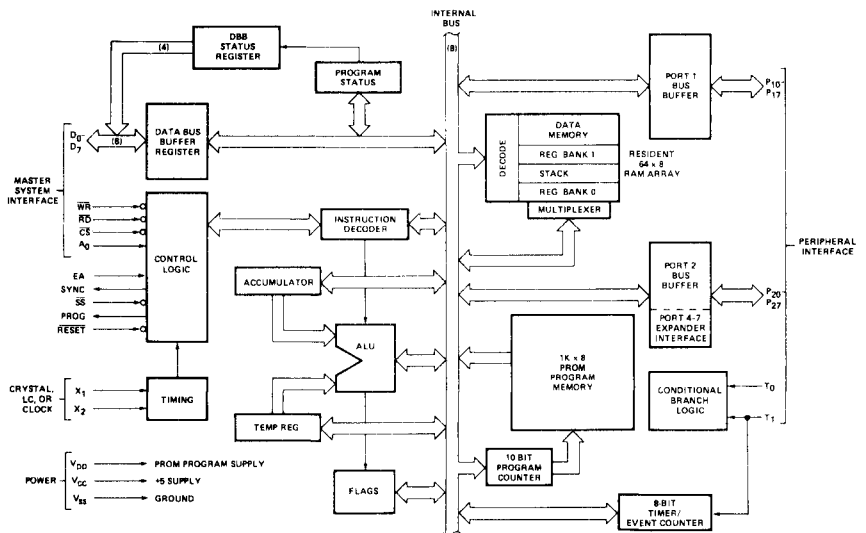 INTERNAL
BUS
(8)
DBB
STATUS
REGISTER
(4)
PROGRAM
STATUS
PORT 1
BUS
BUFFER
P10-
P17
D0-
D7
(8)
DATA BUS
BUFFER
REGISTER
DECODE
DATA
MEMORY
REG BANK 1
STACK
REG BANK 0
MULTIPLEXER
RESIDENT
64 x 8
RAM ARRAY
MASTER
SYSTEM
INTERFACE
WR
RD
CS
A0
CONTROL
LOGIC
INSTRUCTION
DECODER
EA
SYNC
SS
PROG
RESET
ACCUMULATOR
PORT 2
BUS
BUFFER
PORT 4-7
EXPANDER
INTERFACE
P20-
P27
PERIPHERAL
INTERFACE
ALU
1K x 8
PROM
PROGRAM
MEMORY
CRYSTAL,
LC, OR
CLOCK
X1
X2
TIMING
TEMP REG
CONDITIONAL
BRANCH
LOGIC
T0
T1
10 BIT
PROGRAM
COUNTER
POWER
VDD
PROM PROGRAM SUPPLY
VCC
+5 SUPPLY
VSS
GROUND
FLAGS
8-BIT
TIMER/
EVENT COUNTER